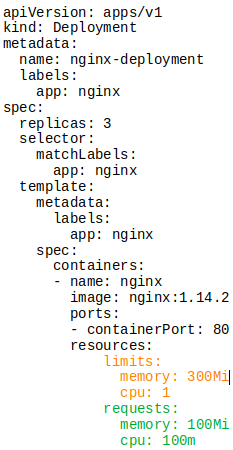 apiVersion: apps/v1
kind: Deployment
metadata:
  name: nginx-deployment
  labels:
    app: nginx
spec:
  replicas: 3
  selector:
    matchLabels:
      app: nginx
  template:
    metadata:
      labels:
        app: nginx
    spec:
      containers:
      - name: nginx
        image: nginx:1.14.2
        ports:
        - containerPort: 80
        resources:
            limits:
              memory: 300Mi
              cpu: 1
            requests:
              memory: 100Mi
              cpu: 100m